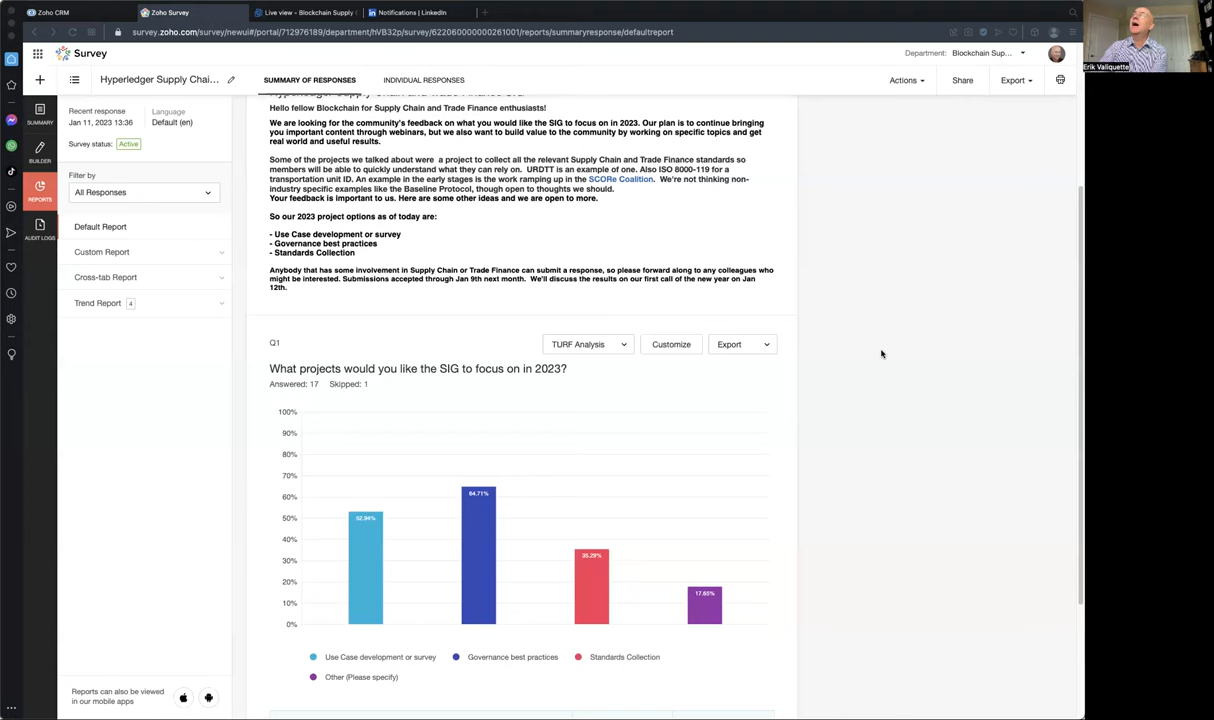 Zoho CRM
Zoho Survey
Live view - Blockchain Supply
Notifications | LinkedIn
survey.zoho.com/survey/newui#/portal/712976189/department/hVB32p/survey/622060000000261001/reports/summaryresponse/defaultreport
Survey
Department: Blockchain Sup...
Erik Valiquette
Hyperledger Supply Chai...
SUMMARY OF RESPONSES
INDIVIDUAL RESPONSES
Actions
Share
Export
SUMMARY
BUILDER
REPORTS
AUDIT LOGS
Recent response
Jan 11, 2023 13:36
Language
Default (en)
Survey status: Active
Filter by
All Responses
Default Report
Custom Report
Cross-tab Report
Trend Report 4
Reports can also be viewed
in our mobile apps
Hello fellow Blockchain for Supply Chain and Trade Finance enthusiasts!
We are looking for the community's feedback on what you would like the SIG to focus on in 2023. Our plan is to continue bringing
you important content through webinars, but we also want to build value to the community by working on specific topics and get
real world and useful results.
Some of the projects we talked about were a project to collect all the relevant Supply Chain and Trade Finance standards so
members will be able to quickly understand what they can rely on. URDTT is an example of one. Also ISO 8000-119 for a
transportation unit ID. An example in the early stages is the work ramping up in the SCORe Coalition. We're not thinking non-
industry specific examples like the Baseline Protocol, though open to thoughts we should.
Your feedback is important to us. Here are some other ideas and we are open to more.
So our 2023 project options as of today are:
- Use Case development or survey
- Governance best practices
- Standards Collection
Anybody that has some involvement in Supply Chain or Trade Finance can submit a response, so please forward along to any colleagues who
might be interested. Submissions accepted through Jan 9th next month. We'll discuss the results on our first call of the new year on Jan
12th.
Q1
TURF Analysis
Customize
Export
What projects would you like the SIG to focus on in 2023?
Answered: 17 Skipped: 1
100%
90%
80%
70%
60%
50%
40%
30%
20%
10%
0%
52.94%
64.71%
35.29%
17.65%
Use Case development or survey
Governance best practices
Standards Collection
Other (Please specify)